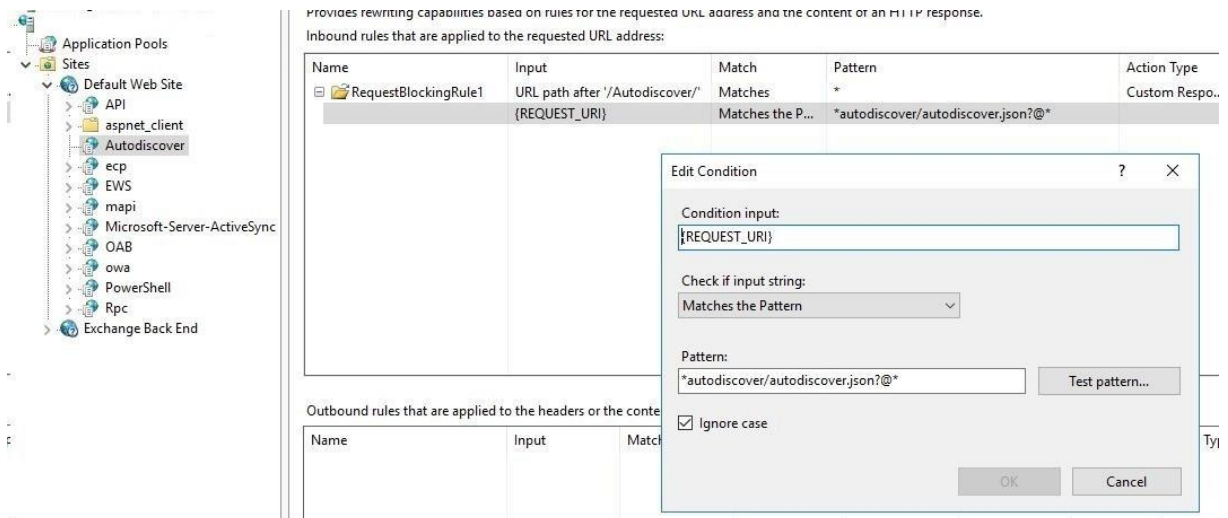 Provides rewriting capabilities based on rules for the requested URL address and the content of an HTTP response.
Inbound rules that are applied to the requested URL address:
Application Pools
Sites
Default Web Site
API
aspnet_client
Autodiscover
ecp
EWS
mapi
Microsoft-Server-ActiveSync
OAB
owa
PowerShell
Rpc
Exchange Back End
Name Input Match Pattern Action Type
RequestBlockingRule1 URL path after '/Autodiscover/' Matches * Custom Respo...
{REQUEST_URI} Matches the P... *autodiscover/autodiscover.json?@*
Edit Condition ? X
Condition input:
{REQUEST_URI}
Check if input string:
Matches the Pattern
Pattern:
*autodiscover/autodiscover.json?@*
Test pattern...
Ignore case
OK Cancel
Outbound rules that are applied to the headers or the conte
Name Input Match Ty